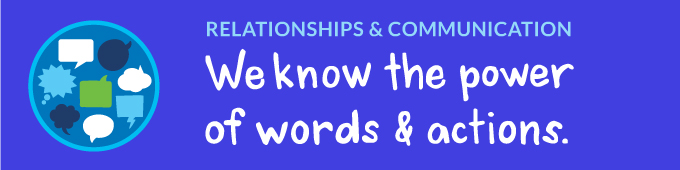 RELATIONSHIPS & COMMUNICATION
We know the power
of words & actions.